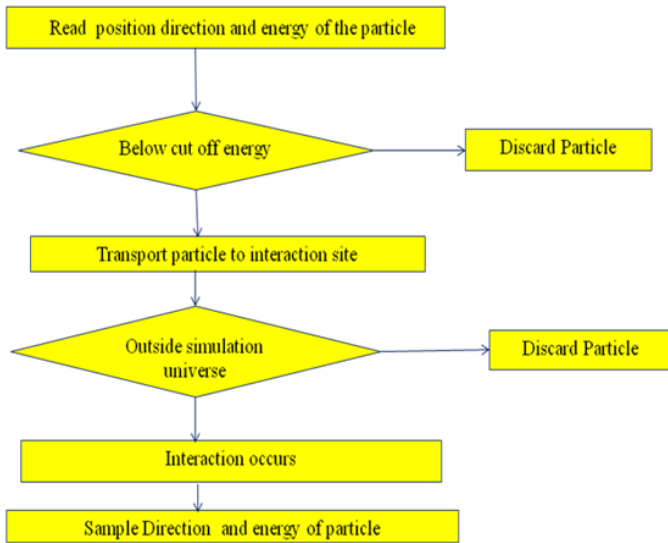 Read position direction and energy of the particle
Below cut off energy
Discard Particle
Transport particle to interaction site
Outside simulation
universe
Discard Particle
Interaction occurs
Sample Direction and energy of particle